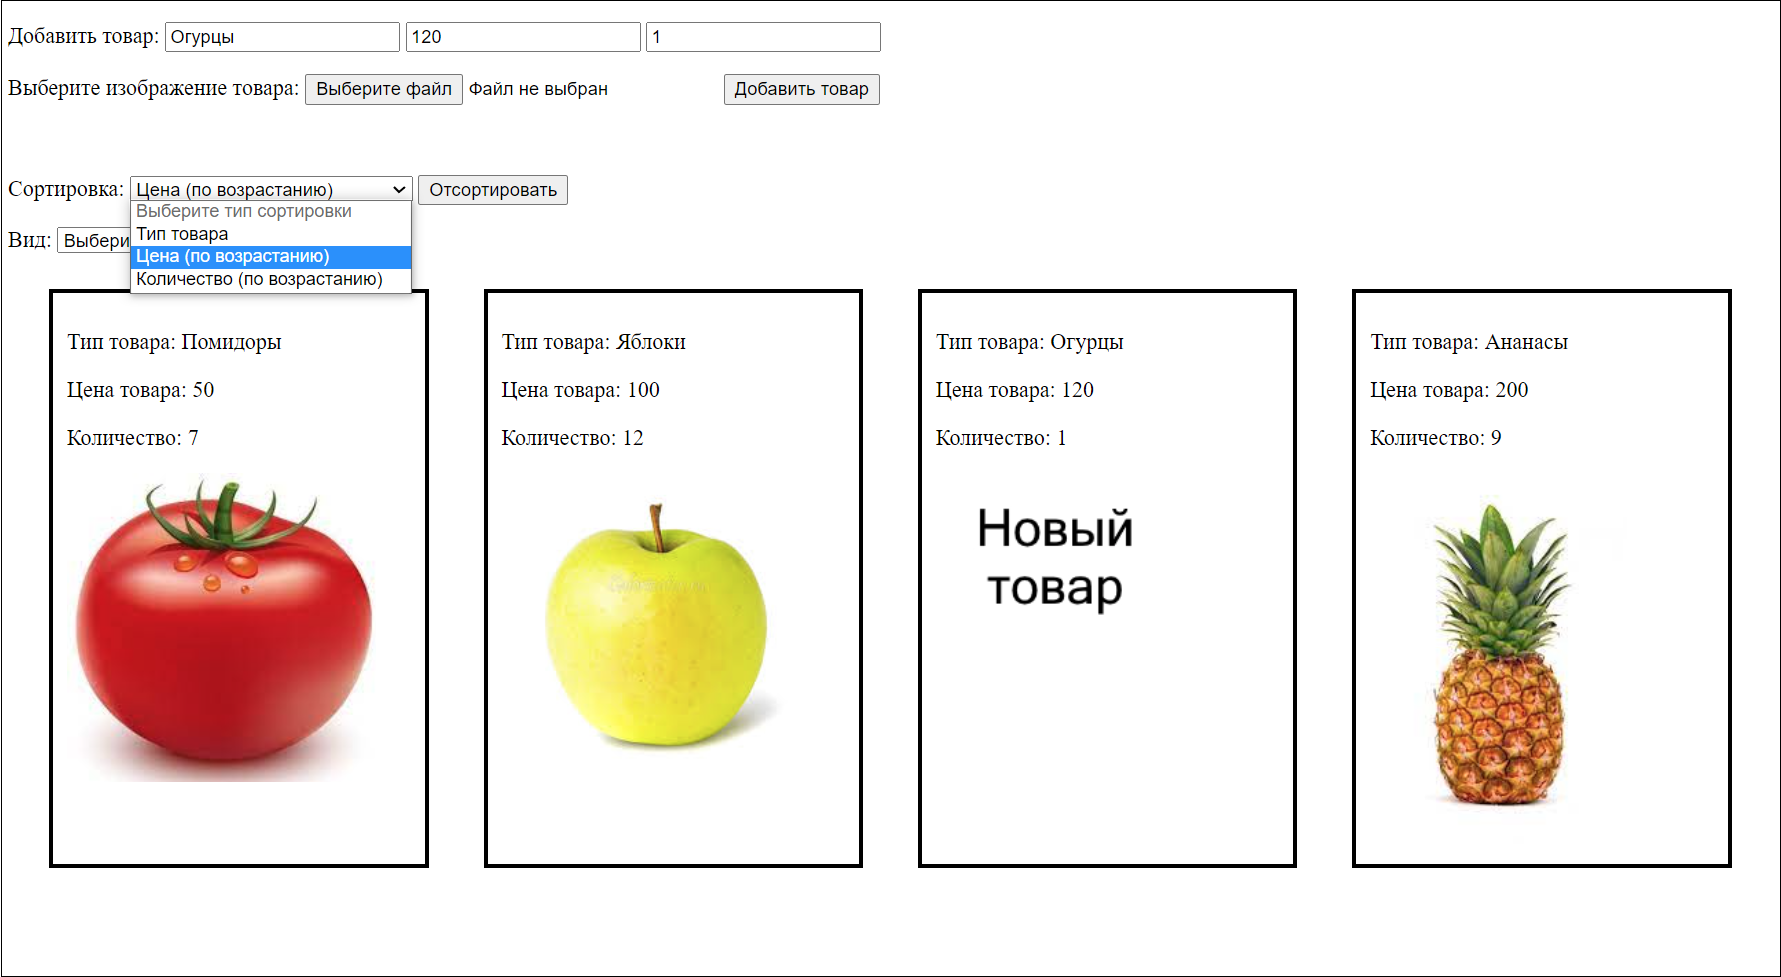 Добавить товар: Огурцы 120 1
Выберите изображение товара: Выберите файл Файл не выбран Добавить товар
Сортировка: Цена (по возрастанию) Отсортировать
Выберите тип сортировки
Тип товара
Цена (по возрастанию)
Количество (по возрастанию)
Вид: Выбери
Тип товара: Помидоры
Цена товара: 50
Количество: 7
Тип товара: Яблоки
Цена товара: 100
Количество: 12
Тип товара: Огурцы
Цена товара: 120
Количество: 1
Новый
товар
Тип товара: Ананасы
Цена товара: 200
Количество: 9